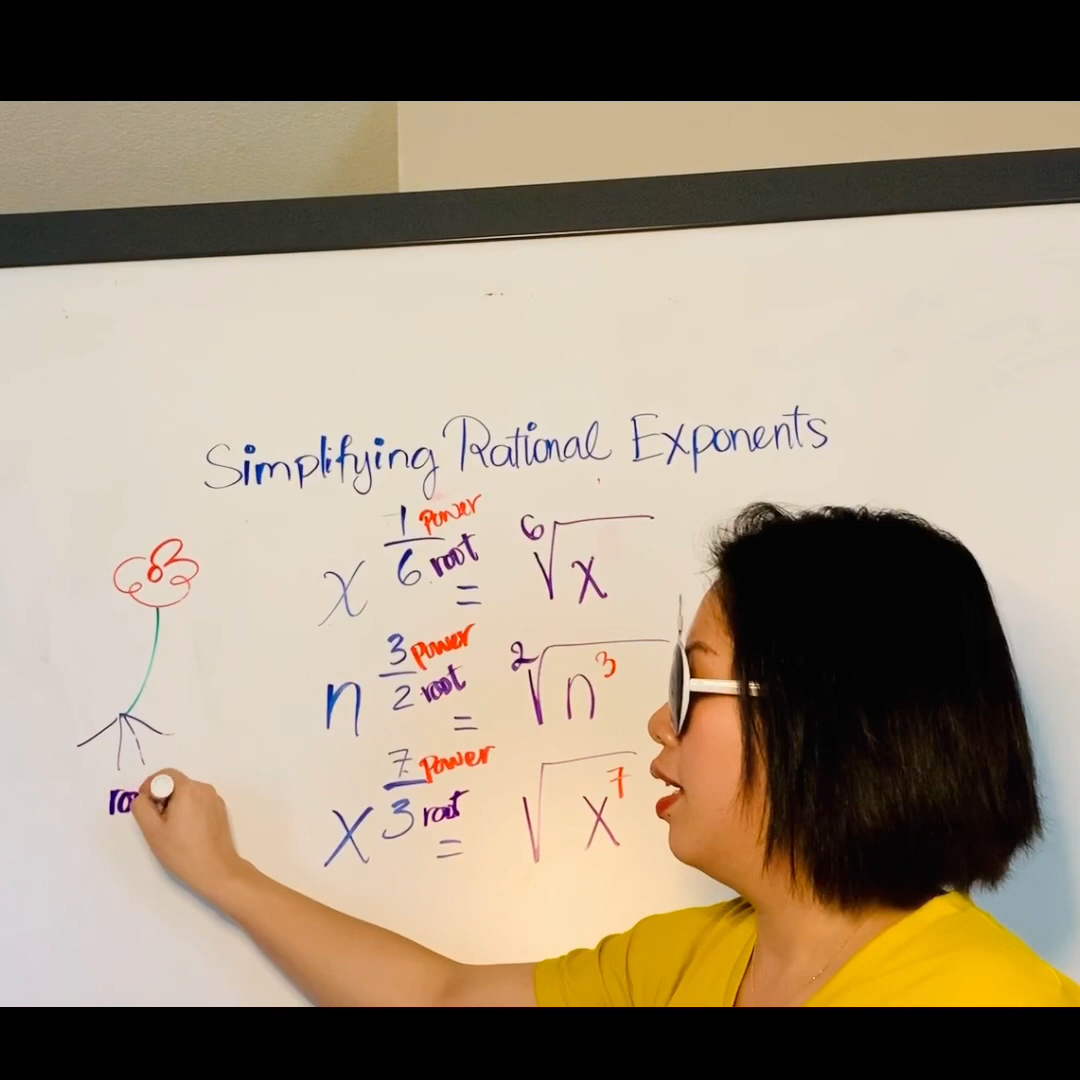 Simplifying Rational Exponents
x^(1/6) power root = ⁶√x
n^(3/2) power root = ²√n³
x^(7/3) power root = √x⁷
ro